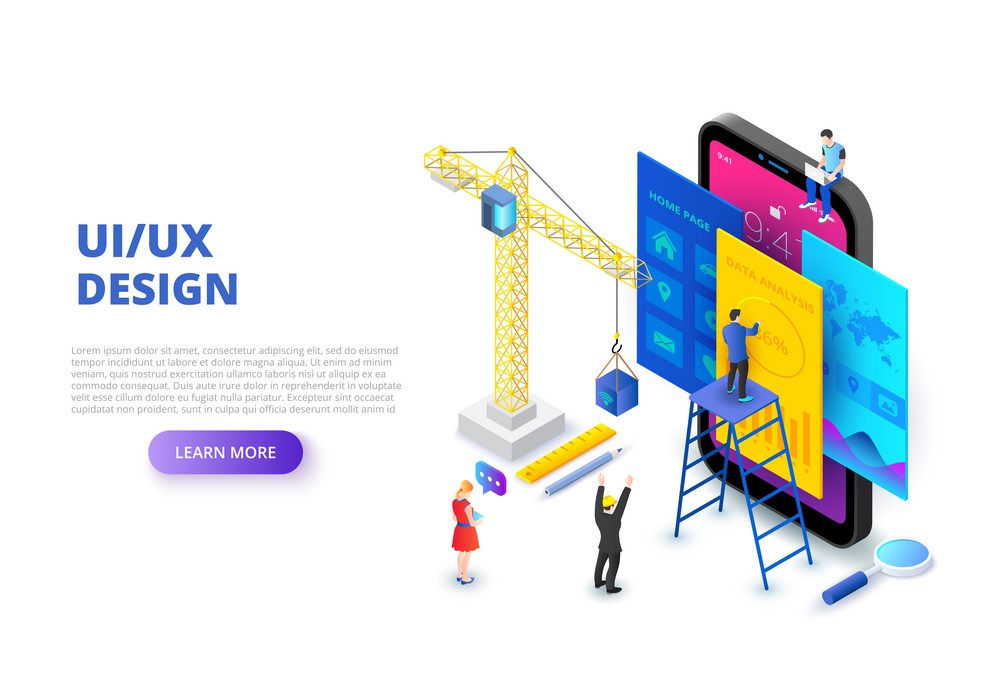 UI/UX
DESIGN
Lorem ipsum dolor sit amet, consectetur adipiscing elit, sed do eiusmod
tempor incididunt ut labore et dolore magna aliqua. Ut enim ad minim
veniam, quis nostrud exercitation ullamco laboris nisi ut aliquip ex ea
commodo consequat. Duis aute irure dolor in reprehenderit in voluptate
velit esse cillum dolore eu fugiat nulla pariatur. Excepteur sint occaecat
cupidatat non proident, sunt in culpa qui officia deserunt mollit anim id
LEARN MORE
9:41
HOME PAGE
DATA ANALYSIS